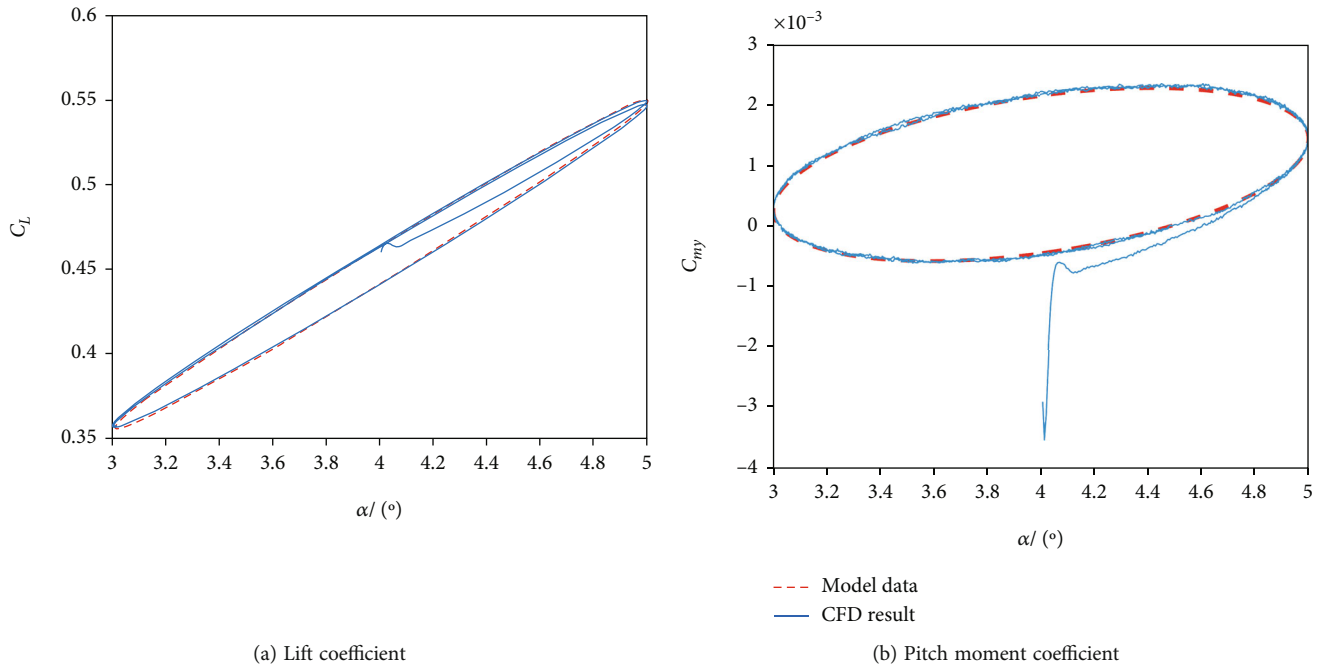 0.6
0.55
0.5
0.45
0.4
0.35
C_L
3 3.2 3.4 3.6 3.8 4 4.2 4.4 4.6 4.8 5
α/ (º)
(a) Lift coefficient
×10⁻³
3
2
1
0
−1
−2
−3
−4
C_my
3 3.2 3.4 3.6 3.8 4 4.2 4.4 4.6 4.8 5
α/ (º)
Model data
CFD result
(b) Pitch moment coefficient